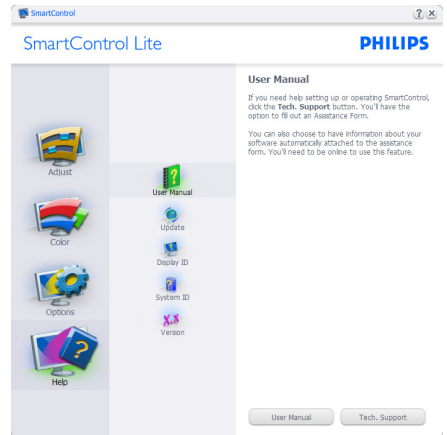 SmartControl
SmartControl Lite
PHILIPS
Adjust
Color
Options
Help
User Manual
Update
Display ID
System ID
Version
User Manual
If you need help setting up or operating SmartControl,
click the Tech. Support button. You'll have the
option to fill out an Assistance Form.
You can also choose to have information about your
software automatically attached to the assistance
form. You'll need to be online to use this feature.
User Manual
Tech. Support